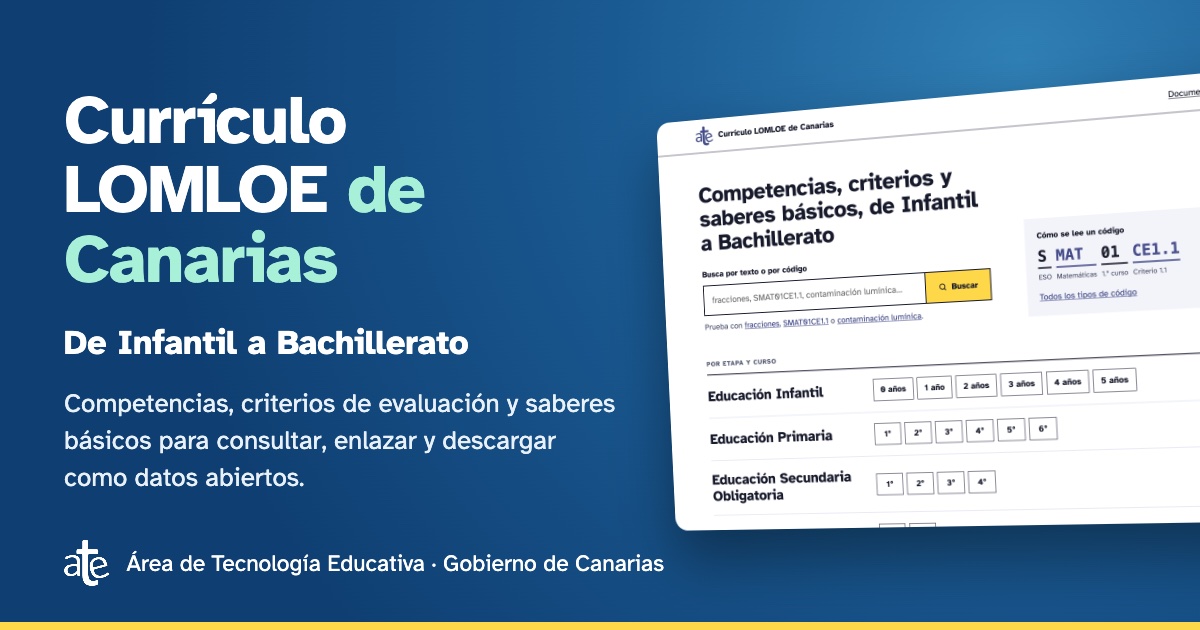 Currículo
LOMLOE de
Canarias
De Infantil a Bachillerato
Competencias, criterios de evaluación y saberes
básicos para consultar, enlazar y descargar
como datos abiertos.
ate Área de Tecnología Educativa · Gobierno de Canarias
ate Currículo LOMLOE de Canarias
Competencias, criterios y
saberes básicos, de Infantil
a Bachillerato
Busca por texto o por código
fracciones, SMAT01CE1.1, contaminación lumínica...
Buscar
Prueba con fracciones, SMAT01CE1.1 o contaminación lumínica.
Cómo se lee un código
S MAT 01 CE1.1
ESO Matemáticas 1.º curso Criterio 1.1
Todos los tipos de código
POR ETAPA Y CURSO
Educación Infantil 0 años 1 año 2 años 3 años 4 años 5 años
Educación Primaria 1º 2º 3º 4º 5º 6º
Educación Secundaria
Obligatoria 1º 2º 3º 4º